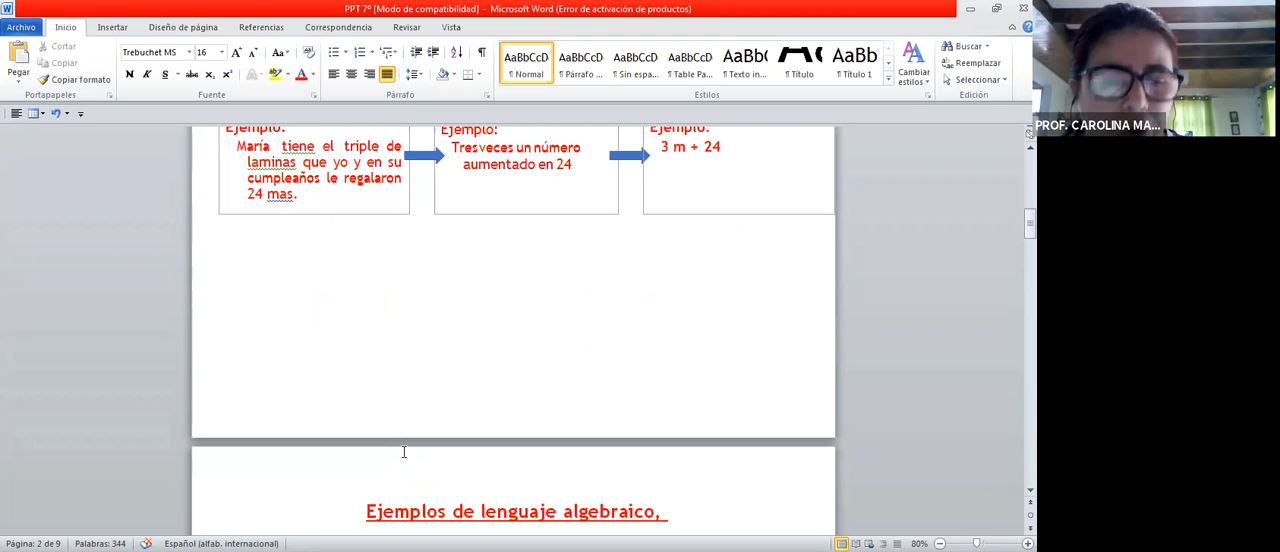 PPT 7º [Modo de compatibilidad] - Microsoft Word (Error de activación de productos)
Archivo Inicio Insertar Diseño de página Referencias Correspondencia Revisar Vista
Pegar
Cortar
Copiar
Copiar formato
Portapapeles
Trebuchet MS 16
N K S abc x₂ x² A
Fuente
Párrafo
AaBbCcD AaBbCcD AaBbCcD AaBbCcD AaBb( AaBb
¶ Normal ¶ Párrafo ... ¶ Sin espa... ¶ Table Pa... ¶ Texto in... ¶ Título ¶ Título 1
Cambiar estilos
Estilos
Buscar
Reemplazar
Seleccionar
Edición
PROF. CAROLINA MA...
Ejemplo:
María tiene el triple de
laminas que yo y en su
cumpleaños le regalaron
24 mas.
Ejemplo:
Tres veces un número
aumentado en 24
Ejemplo:
3 m + 24
Ejemplos de lenguaje algebraico,
Página: 2 de 9 Palabras: 344 Español (alfab. internacional) 80%